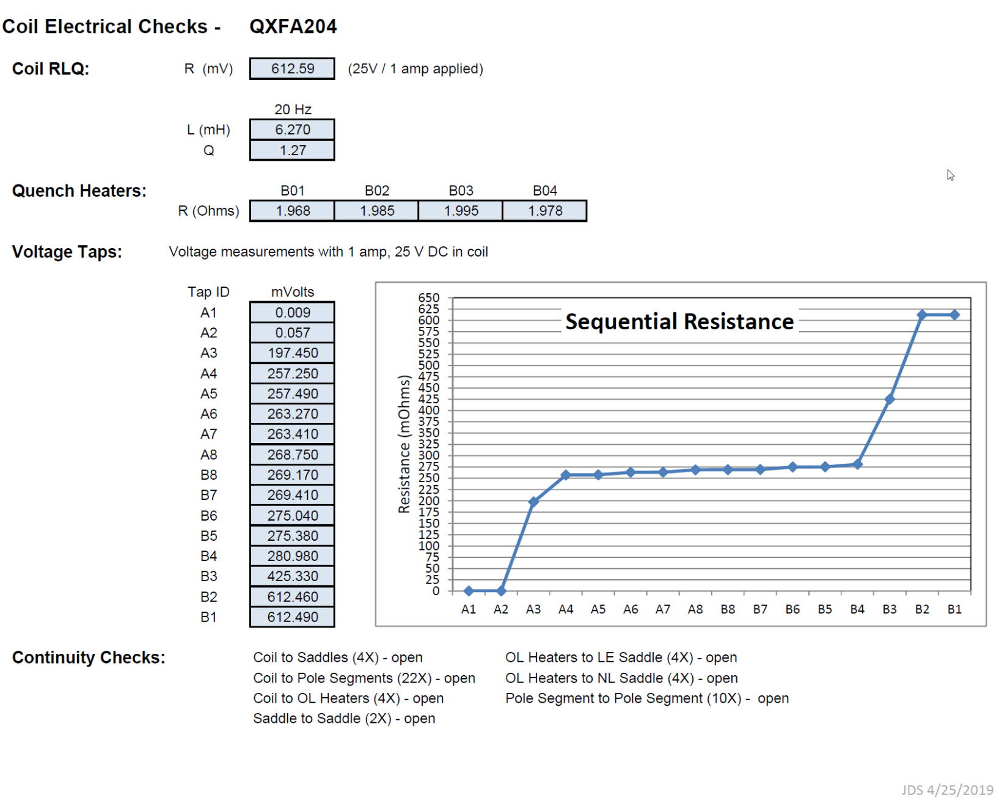 Coil Electrical Checks - QXFA204
Coil RLQ: R (mV) 612.59 (25V / 1 amp applied)
20 Hz
L (mH) 6.270
Q 1.27
Quench Heaters: B01 B02 B03 B04
R (Ohms) 1.968 1.985 1.995 1.978
Voltage Taps: Voltage measurements with 1 amp, 25 V DC in coil
Tap ID mVolts
A1 0.009
A2 0.057
A3 197.450
A4 257.250
A5 257.490
A6 263.270
A7 263.410
A8 268.750
B8 269.170
B7 269.410
B6 275.040
B5 275.380
B4 280.980
B3 425.330
B2 612.460
B1 612.490
Sequential Resistance
Resistance (mOhms)
650
625
600
575
550
525
500
475
450
425
400
375
350
325
300
275
250
225
200
175
150
125
100
75
50
25
0
A1 A2 A3 A4 A5 A6 A7 A8 B8 B7 B6 B5 B4 B3 B2 B1
Continuity Checks: Coil to Saddles (4X) - open OL Heaters to LE Saddle (4X) - open
Coil to Pole Segments (22X) - open OL Heaters to NL Saddle (4X) - open
Coil to OL Heaters (4X) - open Pole Segment to Pole Segment (10X) - open
Saddle to Saddle (2X) - open
JDS 4/25/2019